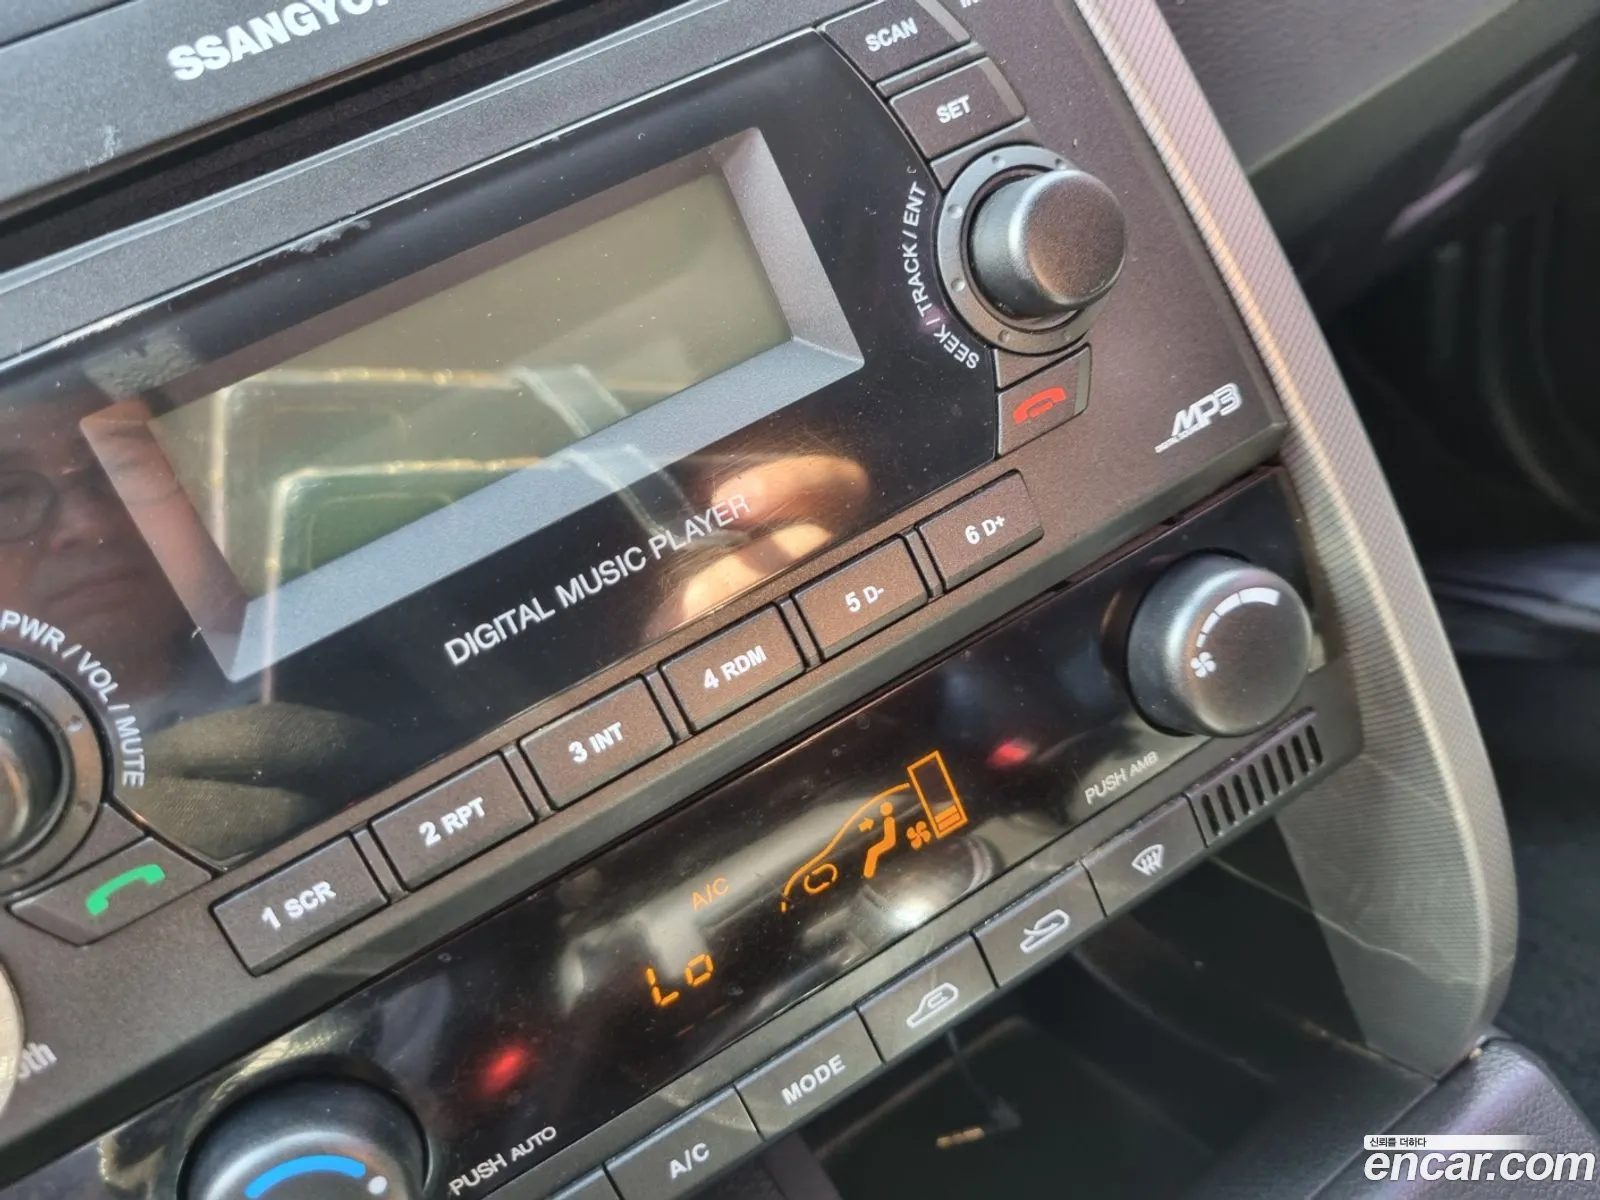 SCAN
SET
SEEK / TRACK / ENT
MP3
DIGITAL MUSIC PLAYER
PWR / VOL / MUTE
1 SCR
2 RPT
3 INT
4 RDM
5 D-
6 D+
A/C
Lo
PUSH AMB
PUSH AUTO
A/C
MODE
신뢰를 더하다
encar.com